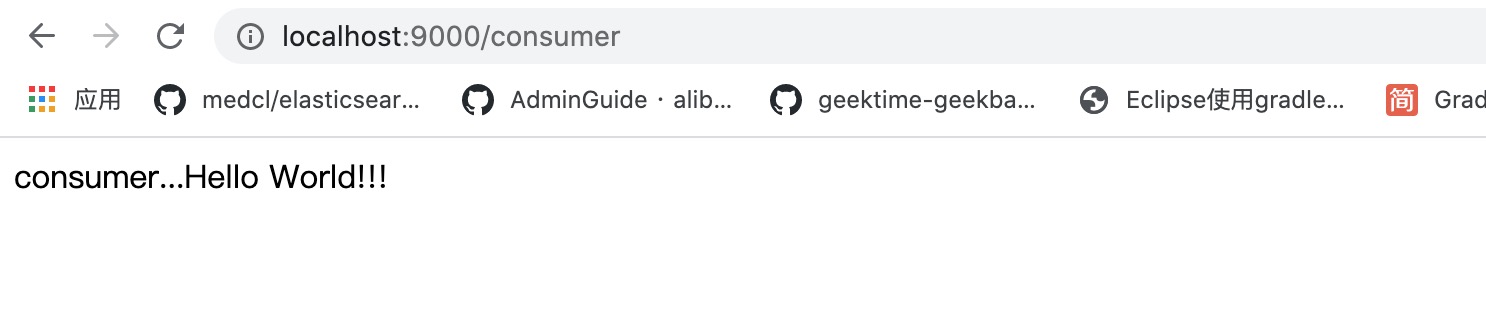 localhost:9000/consumer
应用 medcl/elasticsear... AdminGuide · alib... geektime-geekba... Eclipse使用gradle... 简 Grad
consumer...Hello World!!!